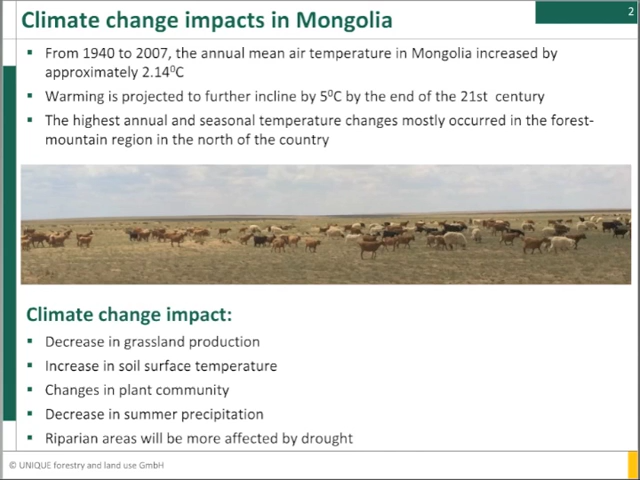 Climate change impacts in Mongolia
2
▪ From 1940 to 2007, the annual mean air temperature in Mongolia increased by
approximately 2.14⁰C
▪ Warming is projected to further incline by 5⁰C by the end of the 21st century
▪ The highest annual and seasonal temperature changes mostly occurred in the forest-
mountain region in the north of the country
Climate change impact:
▪ Decrease in grassland production
▪ Increase in soil surface temperature
▪ Changes in plant community
▪ Decrease in summer precipitation
▪ Riparian areas will be more affected by drought
© UNIQUE forestry and land use GmbH